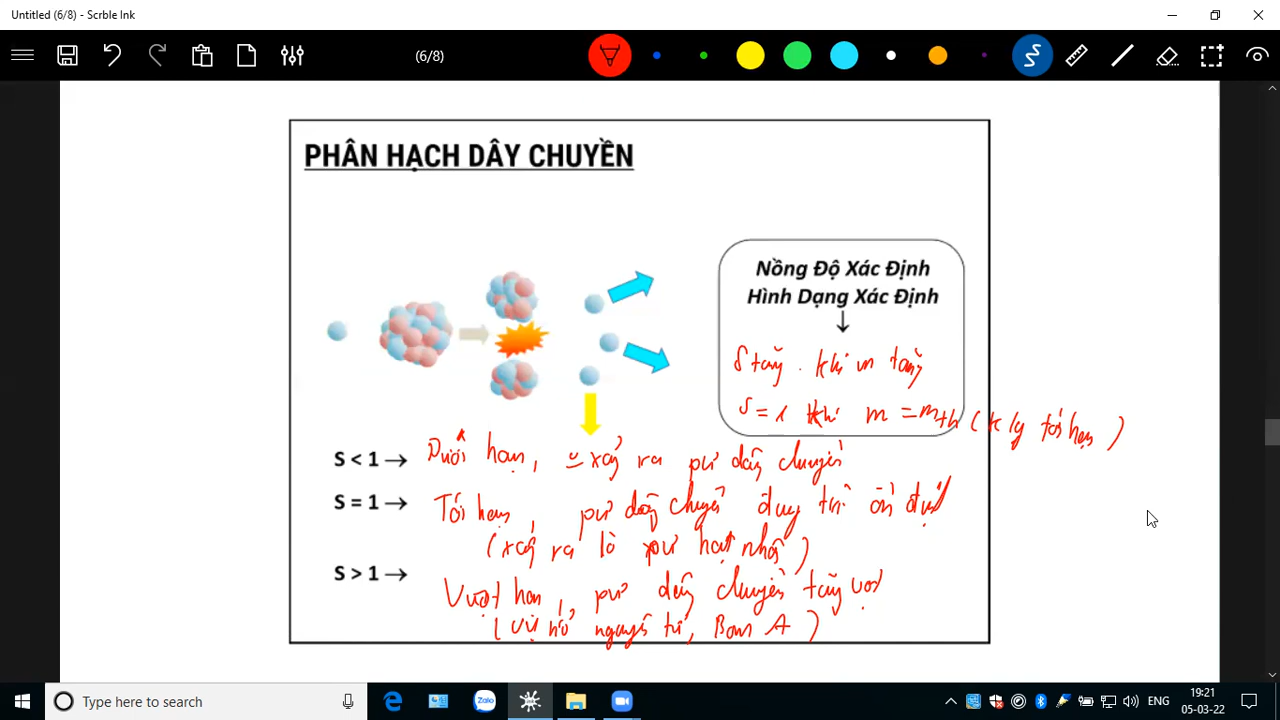 Untitled (6/8) - Scrble Ink
(6/8)
PHÂN HẠCH DÂY CHUYỀN
Nồng Độ Xác Định
Hình Dạng Xác Định
↓
S tăng khi m tăng
S = 1 khi m = mth (k lg tới hạn)
S < 1 → Dưới hạn, xảy ra pư dây chuyền
S = 1 → Tới hạn, pư dây chuyền duy trì ổn định
(xảy ra lò pư hạt nhân)
S > 1 → Vượt hạn, pư dây chuyền tăng vọt
(vụ nổ nguyên tử, Bom A)
Type here to search
Zalo
ENG
19:21
05-03-22